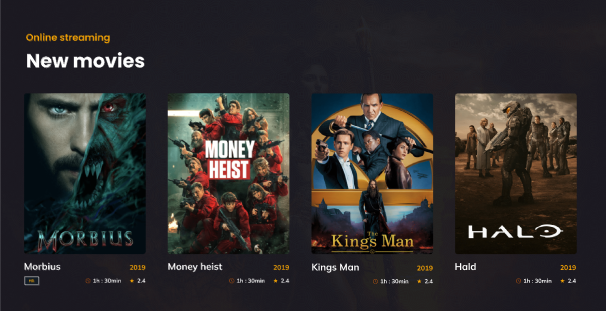 Online streaming
New movies
MORBIUS
MONEY
HEIST
The
Kings Man
HALO
Morbius 2019
HD 1h : 30min 2.4
Money heist 2019
1h : 30min 2.4
Kings Man 2019
1h : 30min 2.4
Hald 2019
1h : 30min 2.4